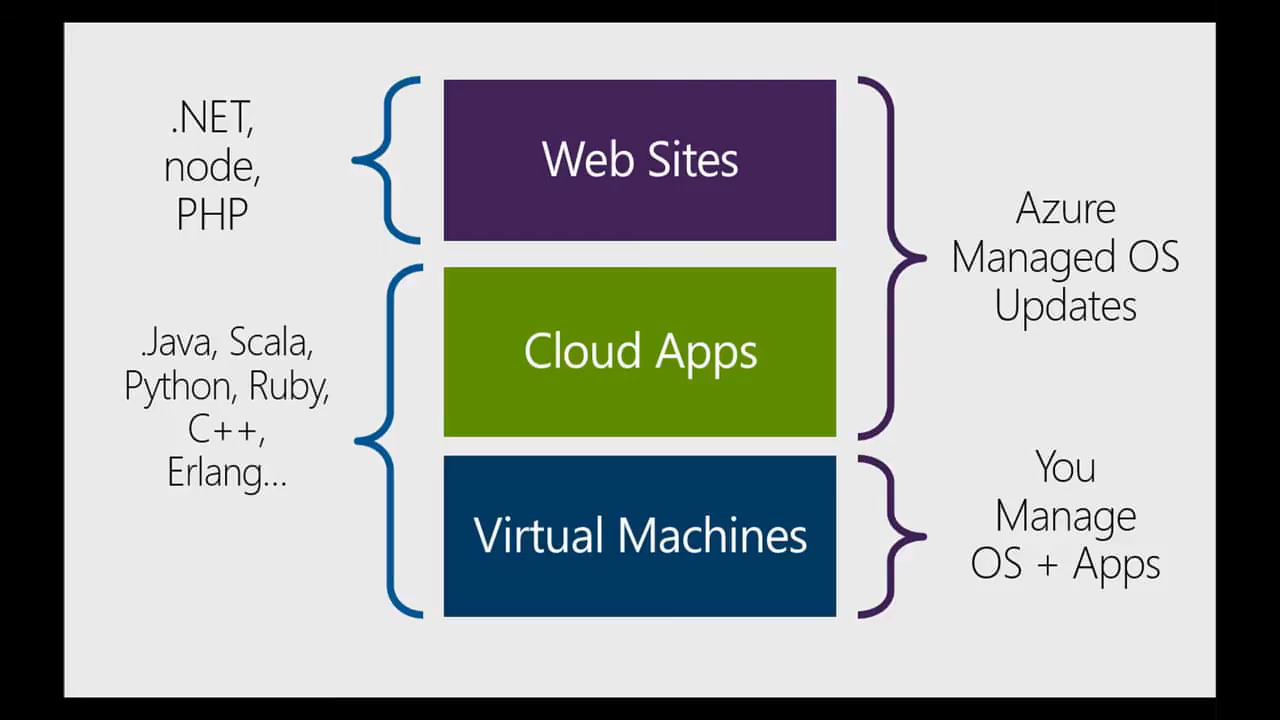 .NET,
node,
PHP
Web Sites
Azure
Managed OS
Updates
.Java, Scala,
Python, Ruby,
C++,
Erlang...
Cloud Apps
Virtual Machines
You
Manage
OS + Apps